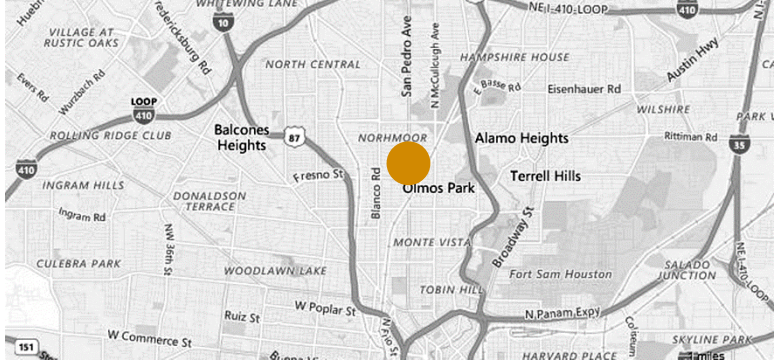 WHITEWING LANE
NE I-410-LOOP
410
10
Fredericksburg Rd
VILLAGE AT
RUSTIC OAKS
San Pedro Ave
N McCullough Ave
Austin Hwy
NORTH CENTRAL
HAMPSHIRE HOUSE
Evers Rd
Wurzbach Rd
E Basse Rd
Eisenhauer Rd
LOOP
410
WILSHIRE
ROLLING RIDGE CLUB
Balcones
Heights
87
NORHMOOR
Alamo Heights
Rittiman Rd
35
410
Fresno St
Blanco Rd
Olmos Park
Terrell Hills
INGRAM HILLS
DONALDSON
TERRACE
Ingram Rd
NW 36th St
Broadway St
MONTE VISTA
CULEBRA PARK
WOODLAWN LAKE
Fort Sam Houston
SALADO
JUNCTION
NE I-410-LOOP
TOBIN HILL
W Poplar St
Ruiz St
N Panam Expy
N Frio St
Coliseum
W Commerce St
151
SKYLINE PARK
HARVARD PLACE
miles